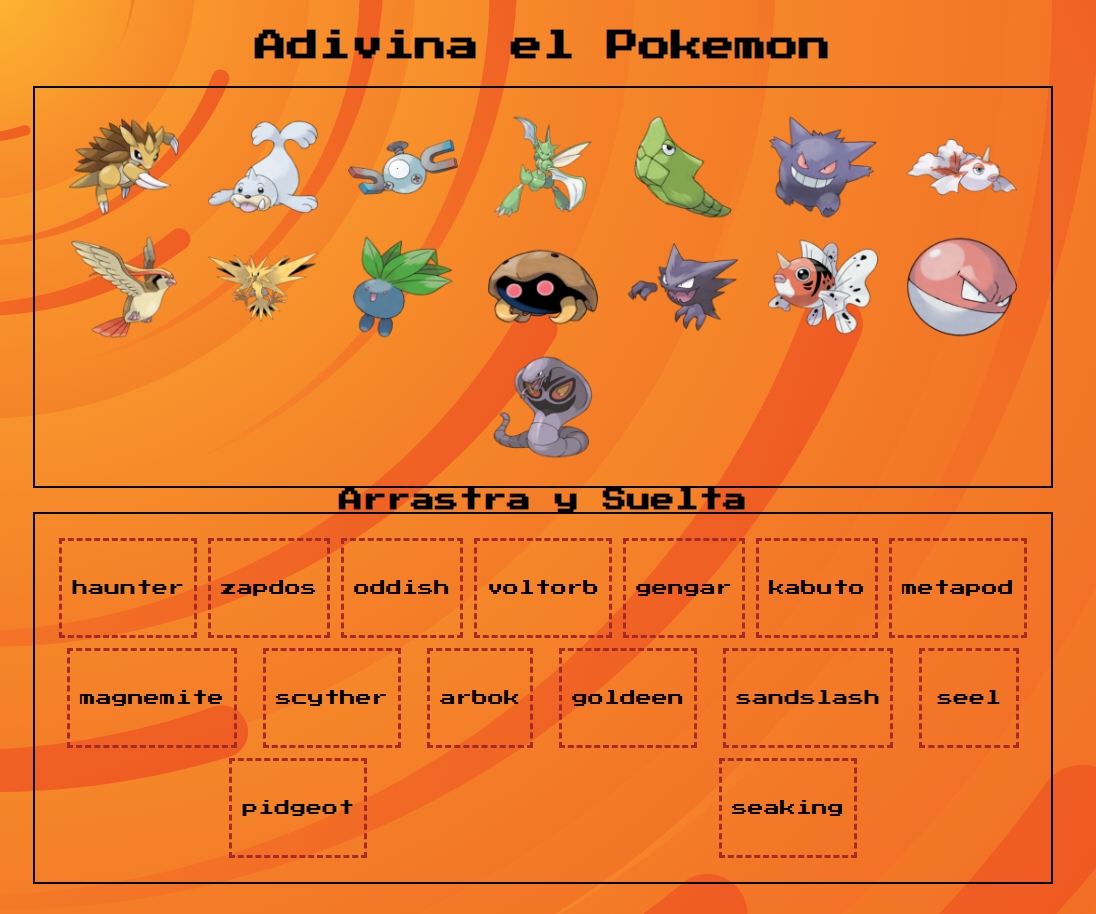 Adivina el Pokemon
Arrastra y Suelta
haunter zapdos oddish voltorb gengar kabuto metapod
magnemite scyther arbok goldeen sandslash seel
pidgeot seaking